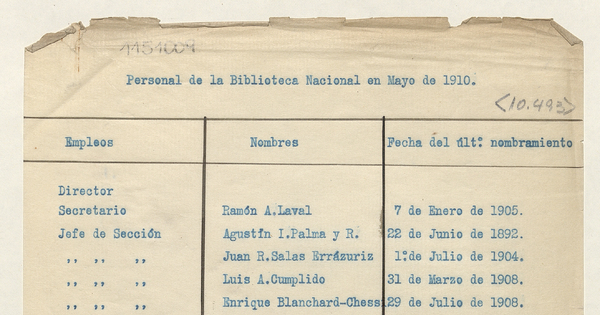 1151009
Personal de la Biblioteca Nacional en Mayo de 1910.
<10.493>
Empleos Nombres Fecha del últ? nombramiento
Director
Secretario Ramón A.Laval 7 de Enero de 1905.
Jefe de Sección Agustín I.Palma y R. 22 de Junio de 1892.
,, ,, ,, Juan R.Salas Errázuriz 1º de Julio de 1904.
,, ,, ,, Luis A.Cumplido 31 de Marzo de 1908.
,, ,, ,, Enrique Blanchard-Chessi 29 de Julio de 1908.